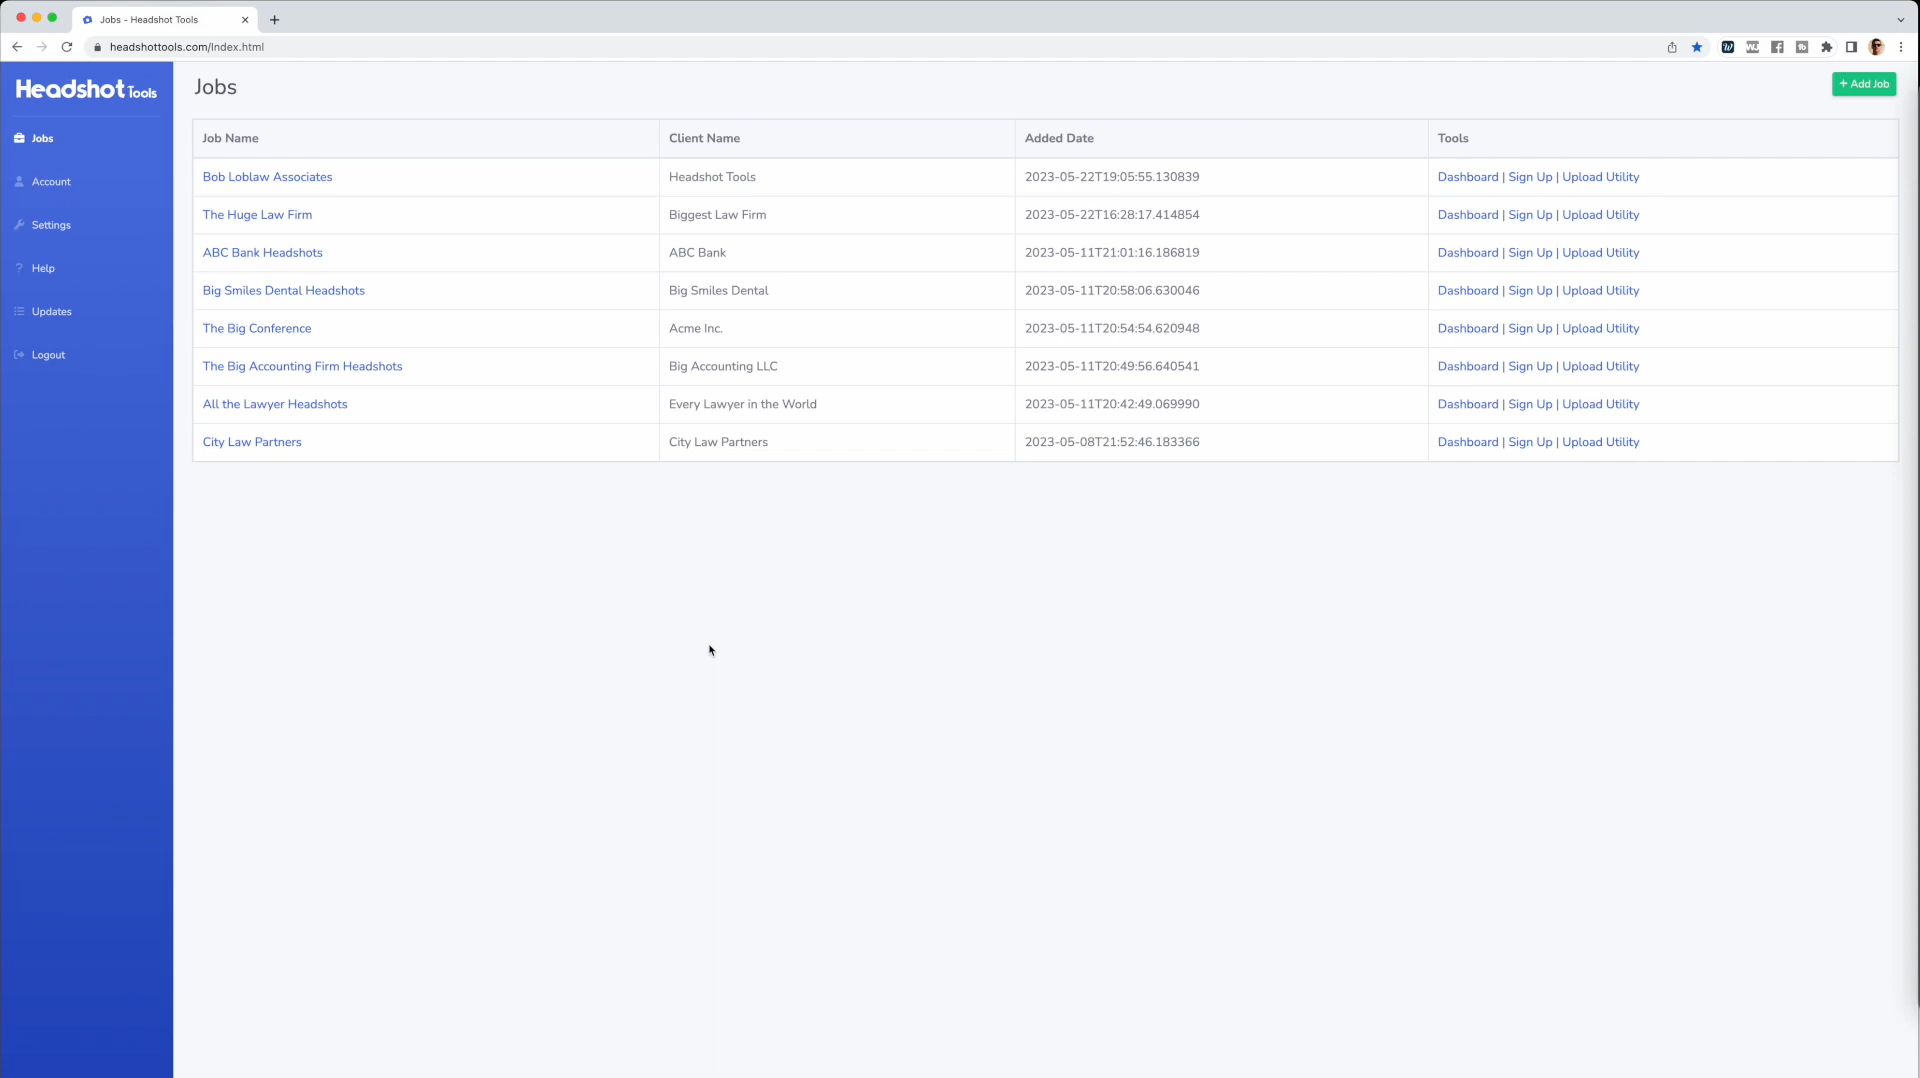 Jobs - Headshot Tools
headshottools.com/Index.html
Headshot Tools
Jobs
Account
Settings
? Help
Updates
Logout
Jobs
+ Add Job
Job Name Client Name Added Date Tools
Bob Loblaw Associates Headshot Tools 2023-05-22T19:05:55.130839 Dashboard | Sign Up | Upload Utility
The Huge Law Firm Biggest Law Firm 2023-05-22T16:28:17.414854 Dashboard | Sign Up | Upload Utility
ABC Bank Headshots ABC Bank 2023-05-11T21:01:16.186819 Dashboard | Sign Up | Upload Utility
Big Smiles Dental Headshots Big Smiles Dental 2023-05-11T20:58:06.630046 Dashboard | Sign Up | Upload Utility
The Big Conference Acme Inc. 2023-05-11T20:54:54.620948 Dashboard | Sign Up | Upload Utility
The Big Accounting Firm Headshots Big Accounting LLC 2023-05-11T20:49:56.640541 Dashboard | Sign Up | Upload Utility
All the Lawyer Headshots Every Lawyer in the World 2023-05-11T20:42:49.069990 Dashboard | Sign Up | Upload Utility
City Law Partners City Law Partners 2023-05-08T21:52:46.183366 Dashboard | Sign Up | Upload Utility